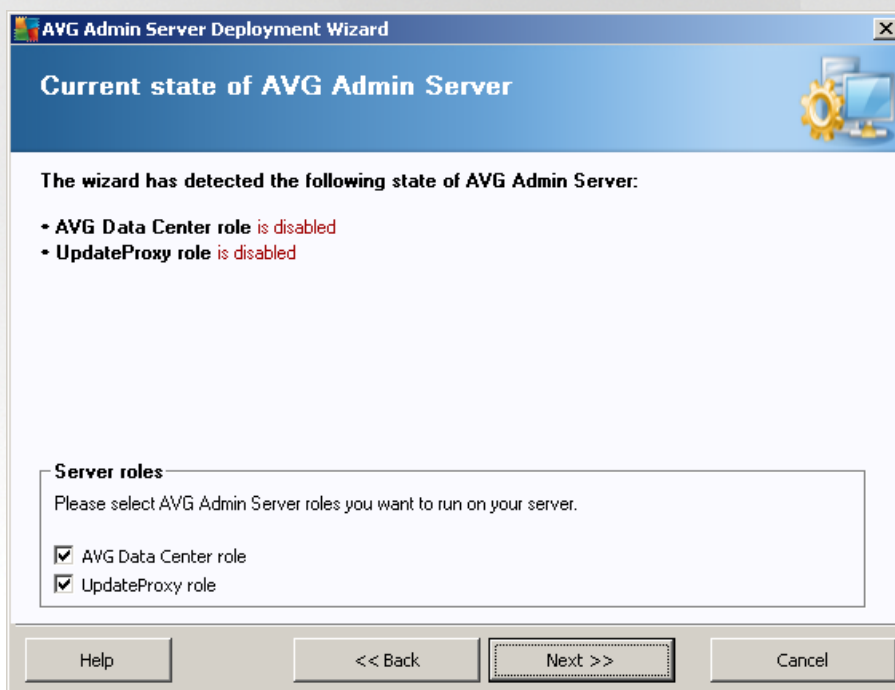 AVG Admin Server Deployment Wizard
Current state of AVG Admin Server
The wizard has detected the following state of AVG Admin Server:
• AVG Data Center role is disabled
• UpdateProxy role is disabled
Server roles
Please select AVG Admin Server roles you want to run on your server.
AVG Data Center role
UpdateProxy role
Help
<< Back
Next >>
Cancel